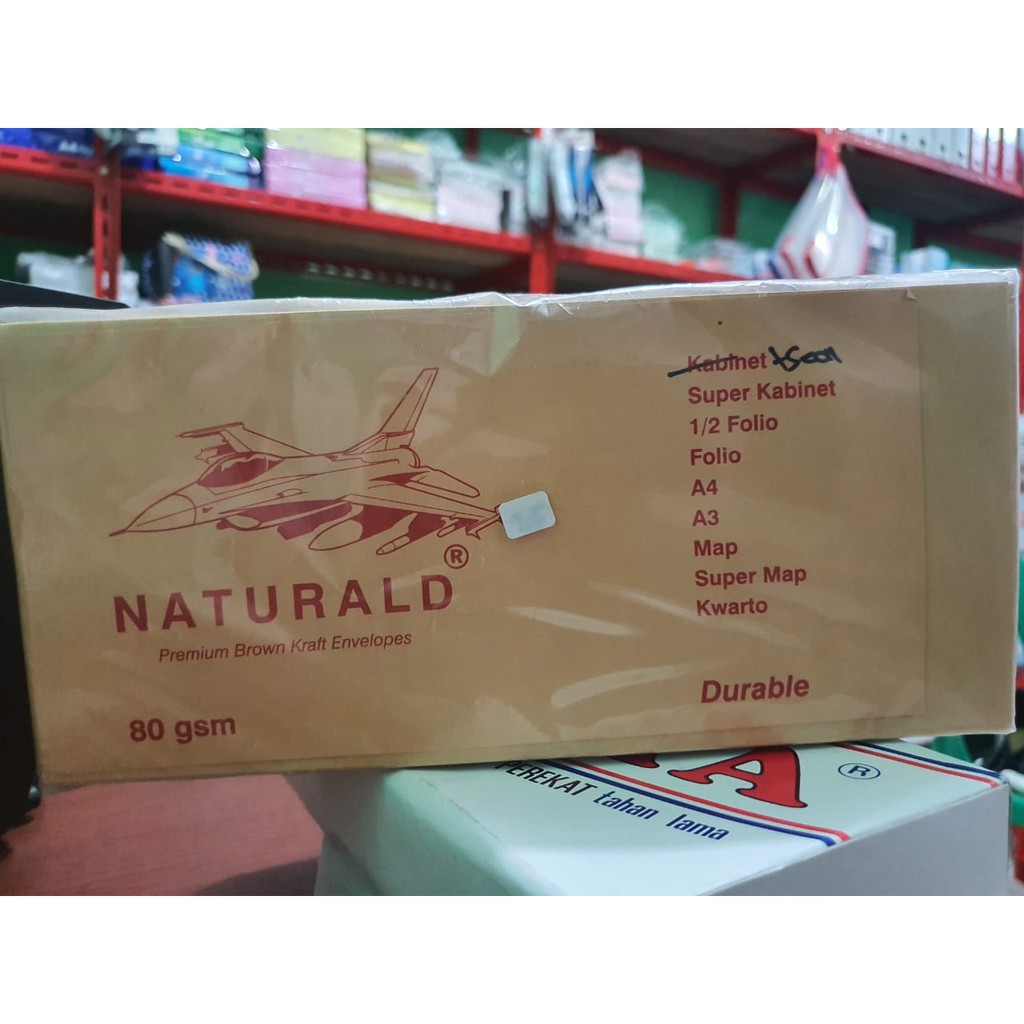 NATURALD®
Premium Brown Kraft Envelopes
80 gsm
Kabinet
Super Kabinet
1/2 Folio
Folio
A4
A3
Map
Super Map
Kwarto
Durable
A ®
PEREKAT tahan lama